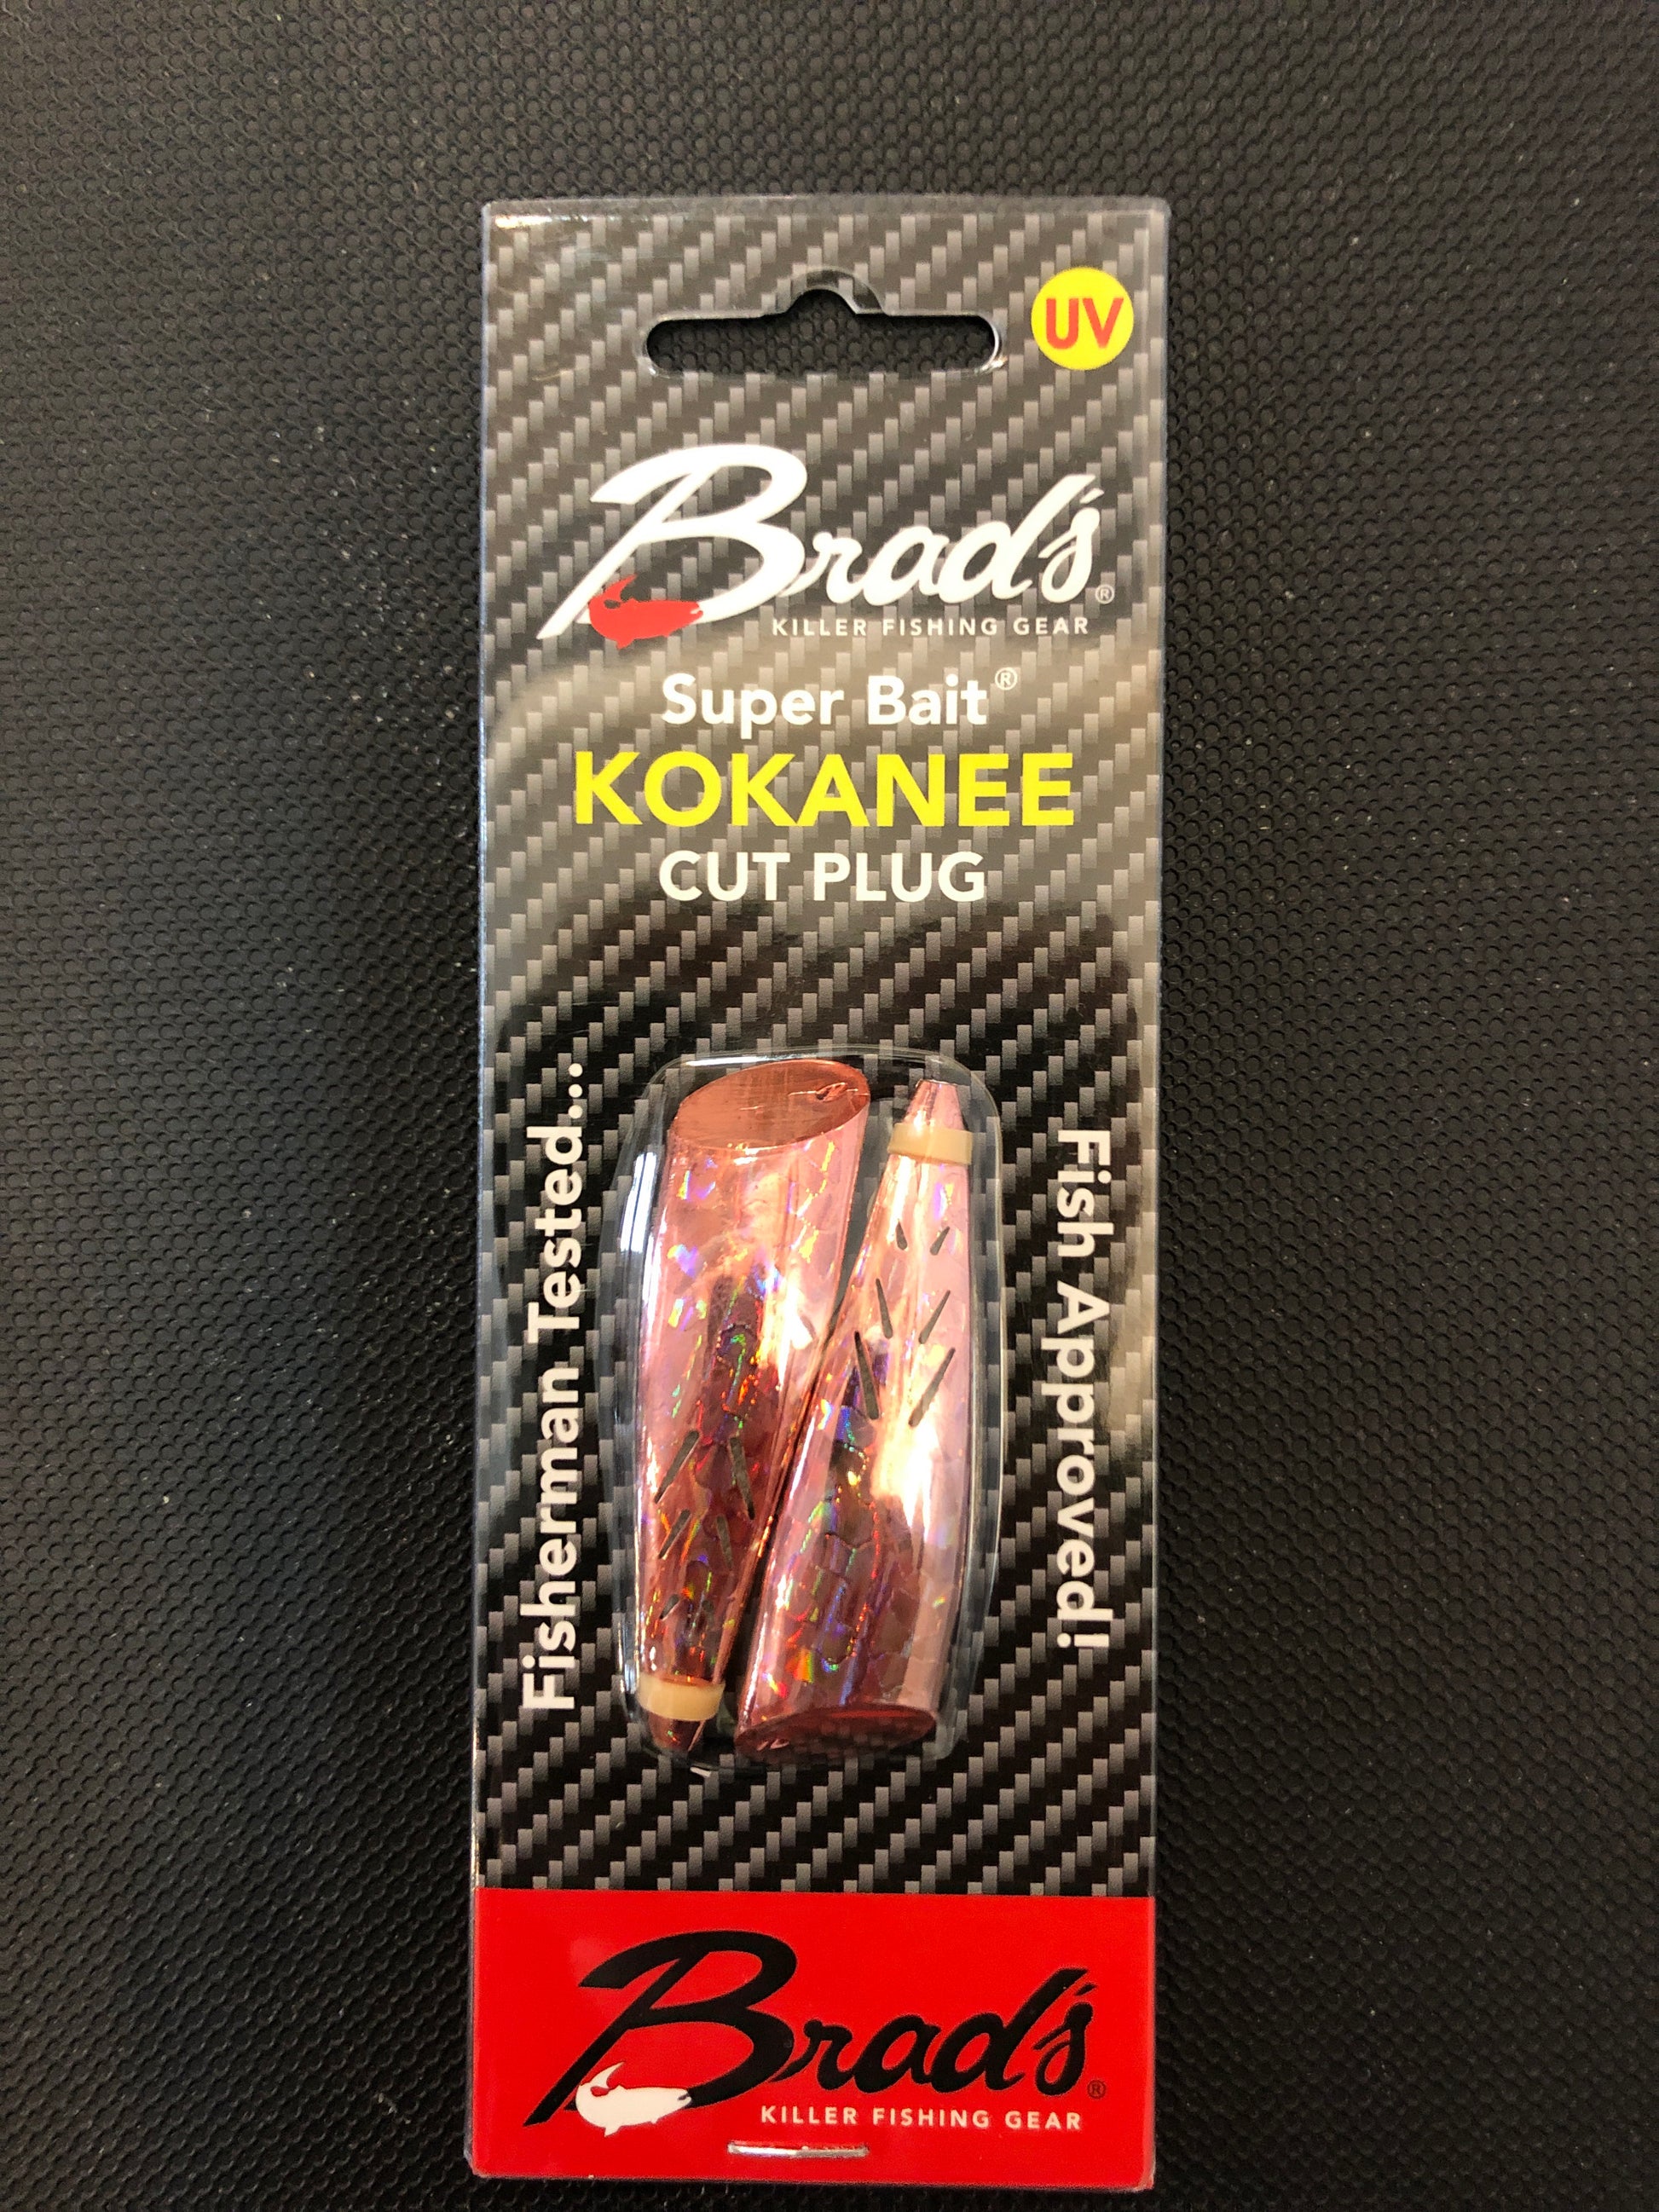 UV
Brad's®
KILLER FISHING GEAR
Super Bait®
KOKANEE
CUT PLUG
Fisherman Tested...
Fish Approved!
Brad's®
KILLER FISHING GEAR